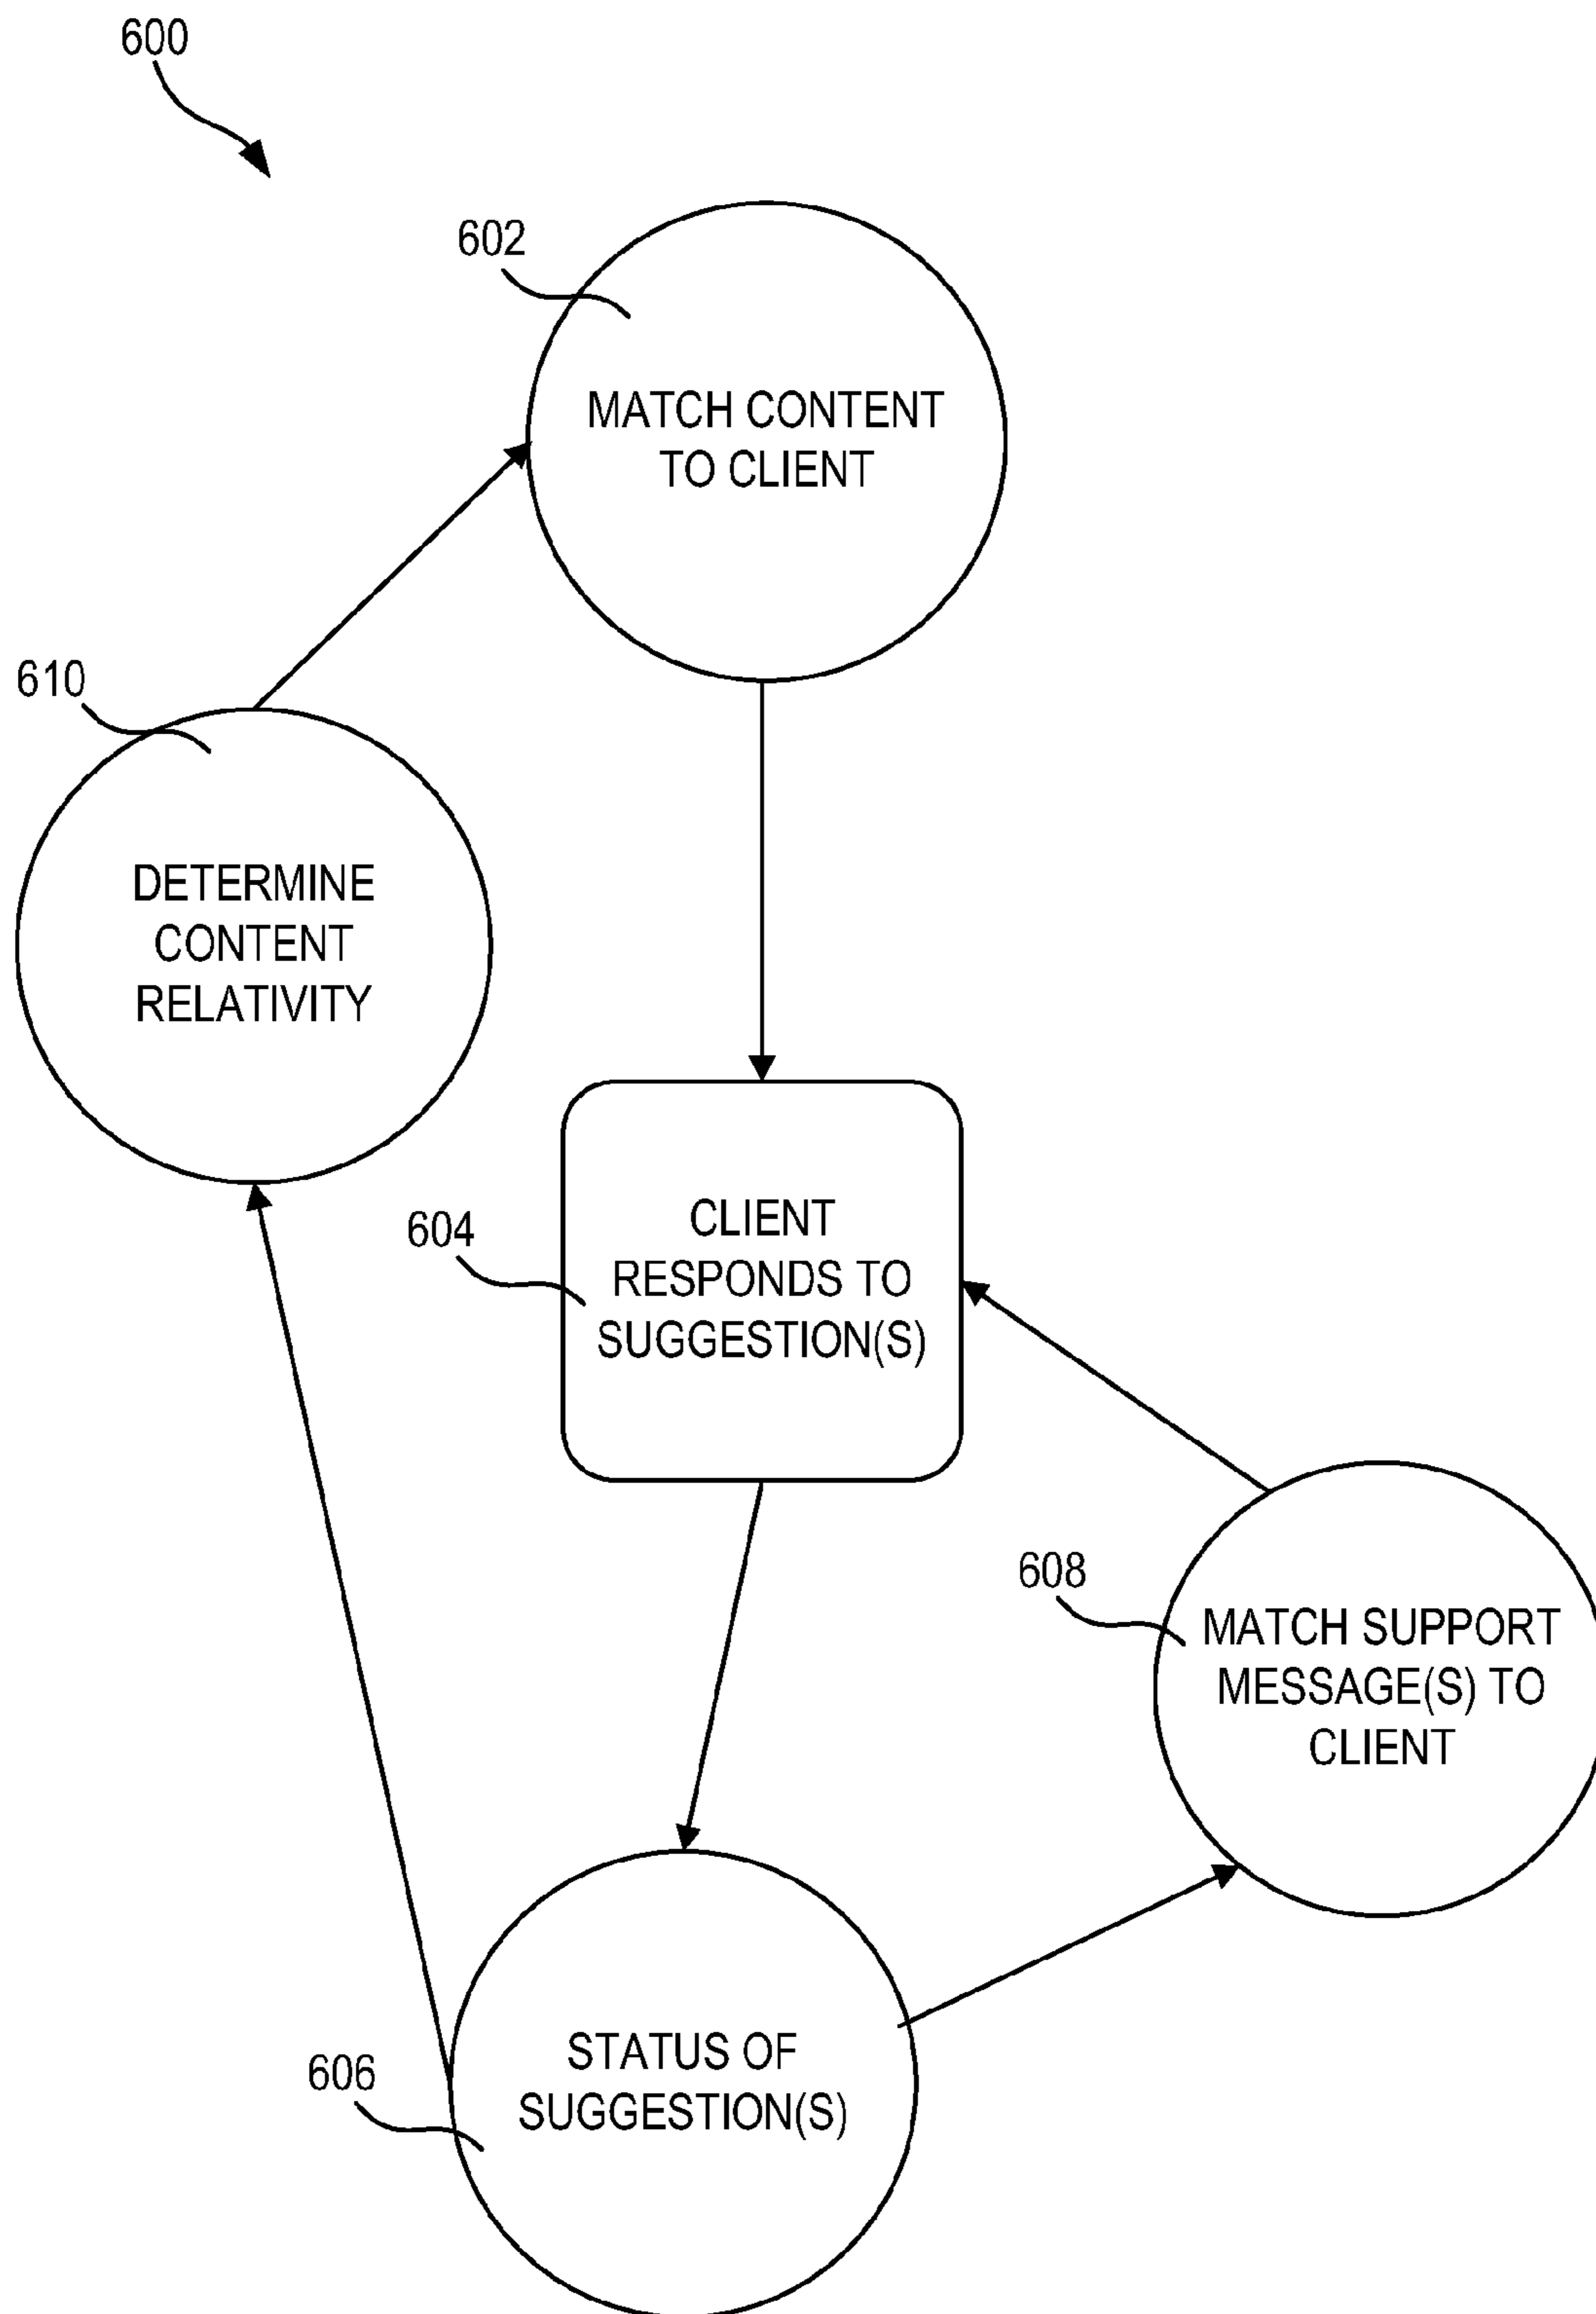 600
602
MATCH CONTENT
TO CLIENT
610
DETERMINE
CONTENT
RELATIVITY
604
CLIENT
RESPONDS TO
SUGGESTION(S)
608
MATCH SUPPORT
MESSAGE(S) TO
CLIENT
606
STATUS OF
SUGGESTION(S)